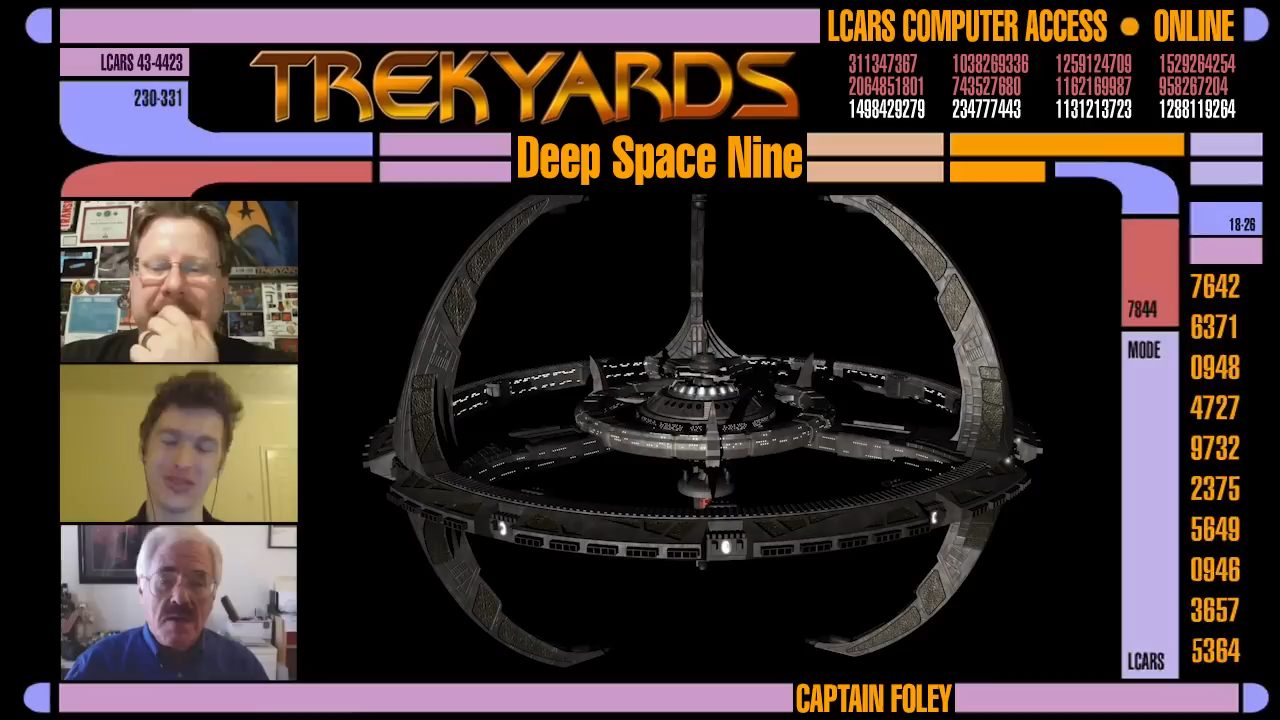 LCARS COMPUTER ACCESS • ONLINE
LCARS 43-4423
230-331
TREKYARDS
311347367 1038269336 1259124709 1529264254
2064851801 743527680 1162169987 958267204
1498429279 234777443 1131213723 1288119264
Deep Space Nine
18-26
7844
MODE
7642
6371
0948
4727
9732
2375
5649
0946
3657
5364
LCARS
TREKYARDS
CAPTAIN FOLEY